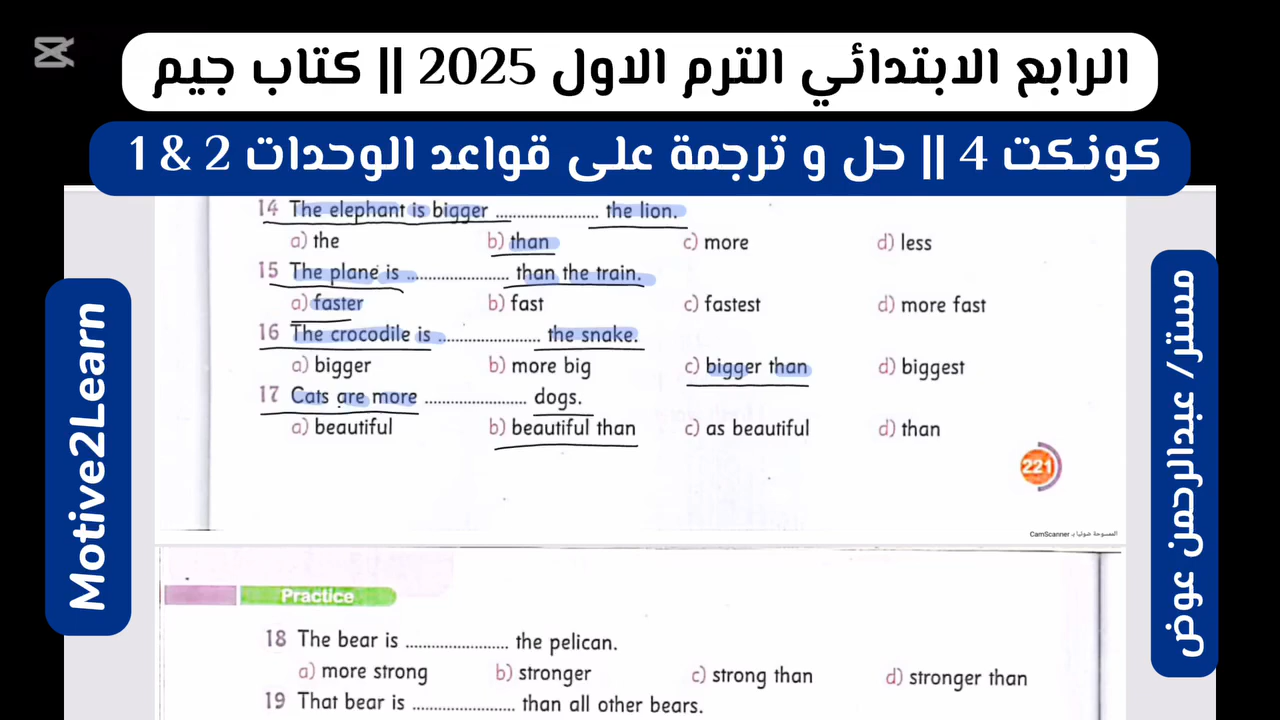 الرابع الابتدائي الترم الاول 2025 || كتاب جيم
كونكت 4 || حل و ترجمة على قواعد الوحدات 2 & 1
Motive2Learn
مستر/ عبدالرحمن عوض
14 The elephant is bigger ........................ the lion.
a) the b) than c) more d) less
15 The plane is ........................ than the train.
a) faster b) fast c) fastest d) more fast
16 The crocodile is ........................ the snake.
a) bigger b) more big c) bigger than d) biggest
17 Cats are more ........................ dogs.
a) beautiful b) beautiful than c) as beautiful d) than
221
الممسوحة ضوئيا بـ CamScanner
Practice
18 The bear is ........................ the pelican.
a) more strong b) stronger c) strong than d) stronger than
19 That bear is ........................ than all other bears.